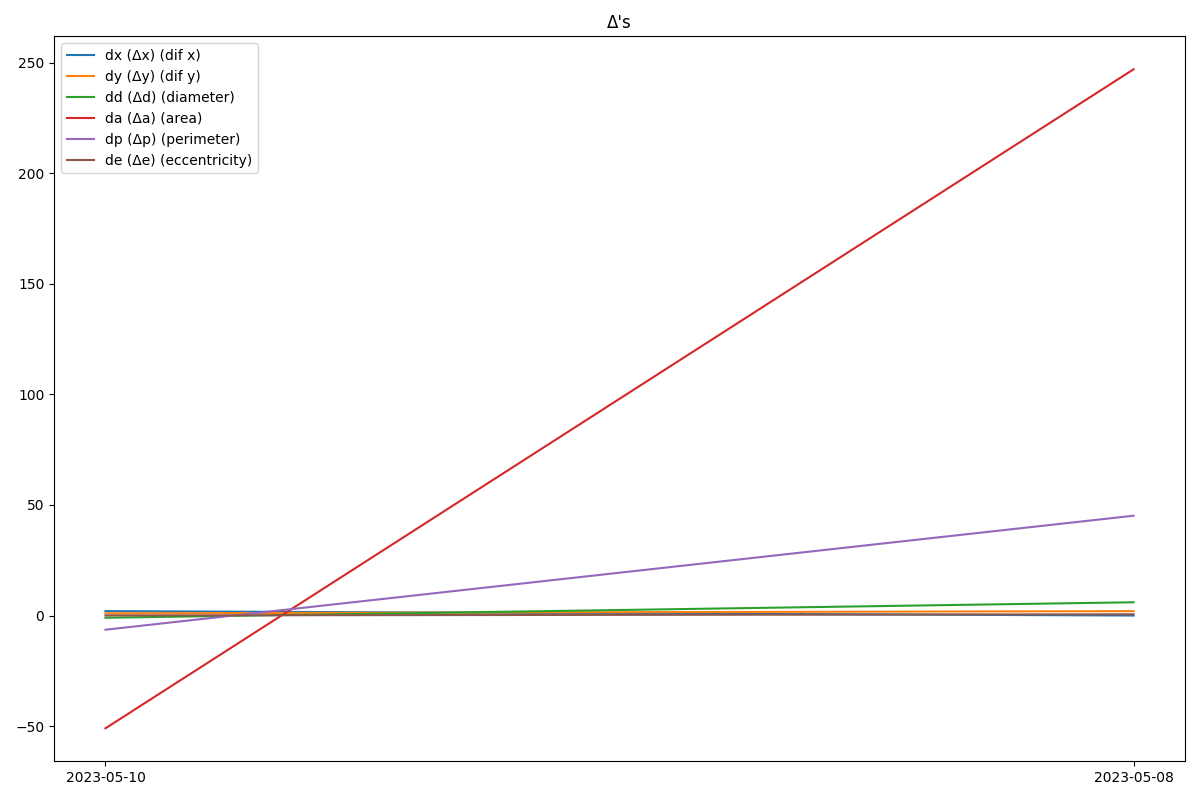 Δ's
dx (Δx) (dif x)
dy (Δy) (dif y)
dd (Δd) (diameter)
da (Δa) (area)
dp (Δp) (perimeter)
de (Δe) (eccentricity)
250
200
150
100
50
0
−50
2023-05-10
2023-05-08